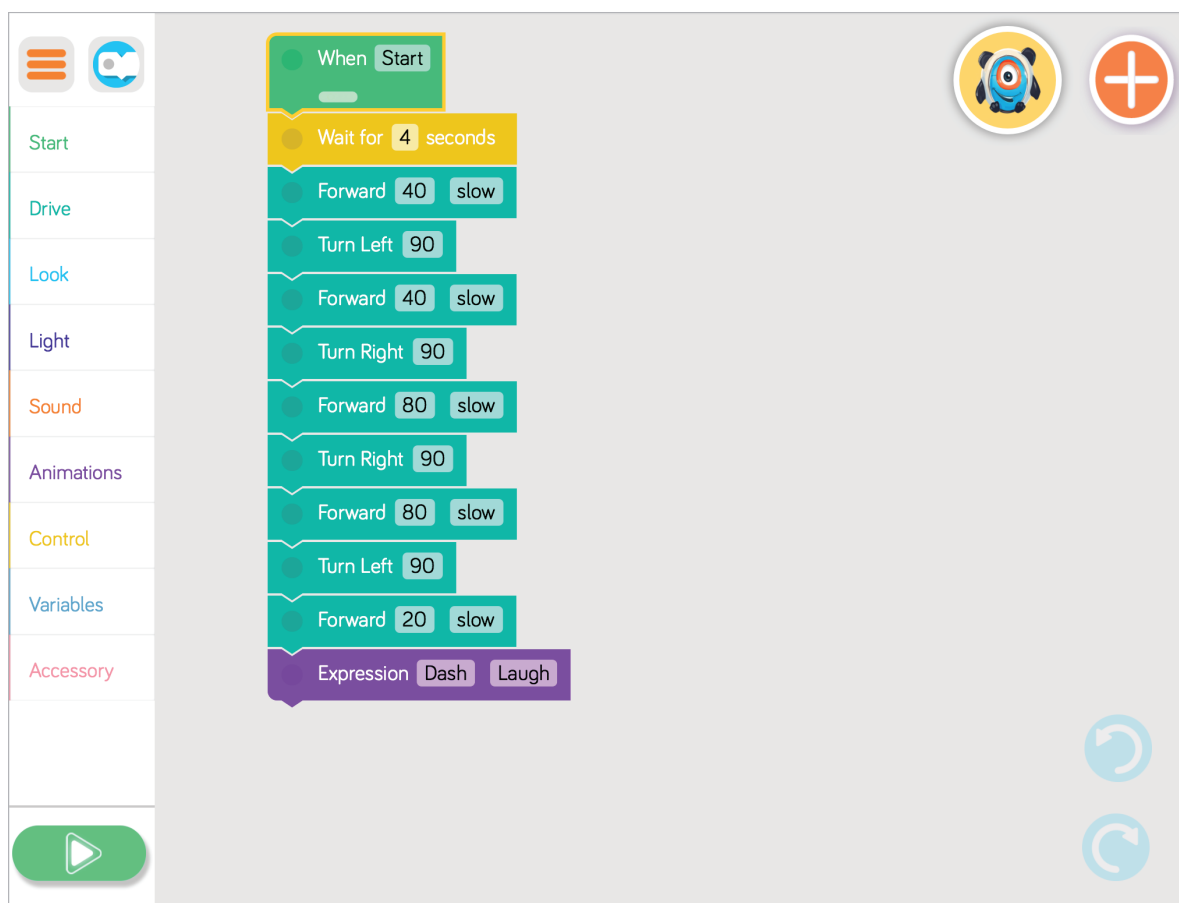 Start
Drive
Look
Light
Sound
Animations
Control
Variables
Accessory
When Start
Wait for 4 seconds
Forward 40 slow
Turn Left 90
Forward 40 slow
Turn Right 90
Forward 80 slow
Turn Right 90
Forward 80 slow
Turn Left 90
Forward 20 slow
Expression Dash Laugh